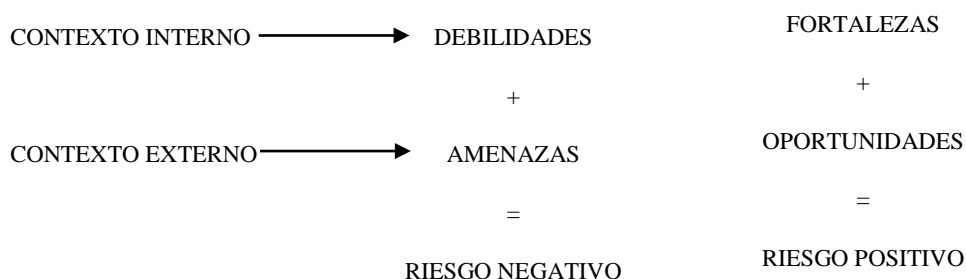 CONTEXTO INTERNO DEBILIDADES FORTALEZAS
+ +
CONTEXTO EXTERNO AMENAZAS OPORTUNIDADES
= =
RIESGO NEGATIVO RIESGO POSITIVO